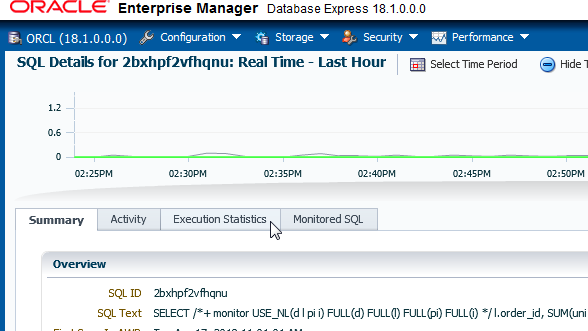 ORACLE Enterprise Manager Database Express 18.1.0.0.0
ORCL (18.1.0.0.0) Configuration Storage Security Performance
SQL Details for 2bxhpf2vfhqnu: Real Time - Last Hour Select Time Period Hide T
1.2
0.6
0
02:25PM 02:30PM 02:35PM 02:40PM 02:45PM 02:50PM
Summary Activity Execution Statistics Monitored SQL
Overview
SQL ID 2bxhpf2vfhqnu
SQL Text SELECT /*+ monitor USE_NL(d l pi i) FULL(d) FULL(l) FULL(pi) FULL(i) */ l.order_id, SUM(uni